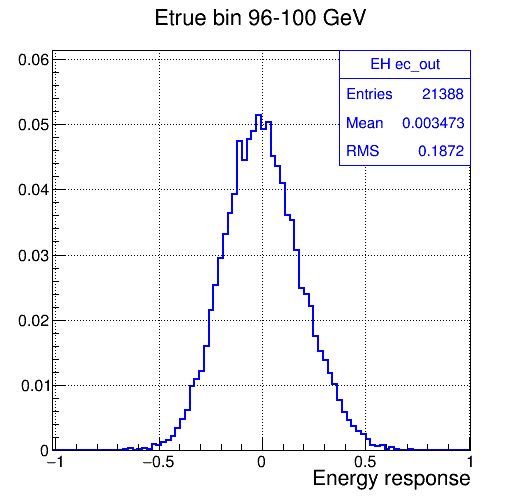 Etrue bin 96-100 GeV
EH ec_out
Entries 21388
Mean 0.003473
RMS 0.1872
0.06
0.05
0.04
0.03
0.02
0.01
0
−1 −0.5 0 0.5 1
Energy response